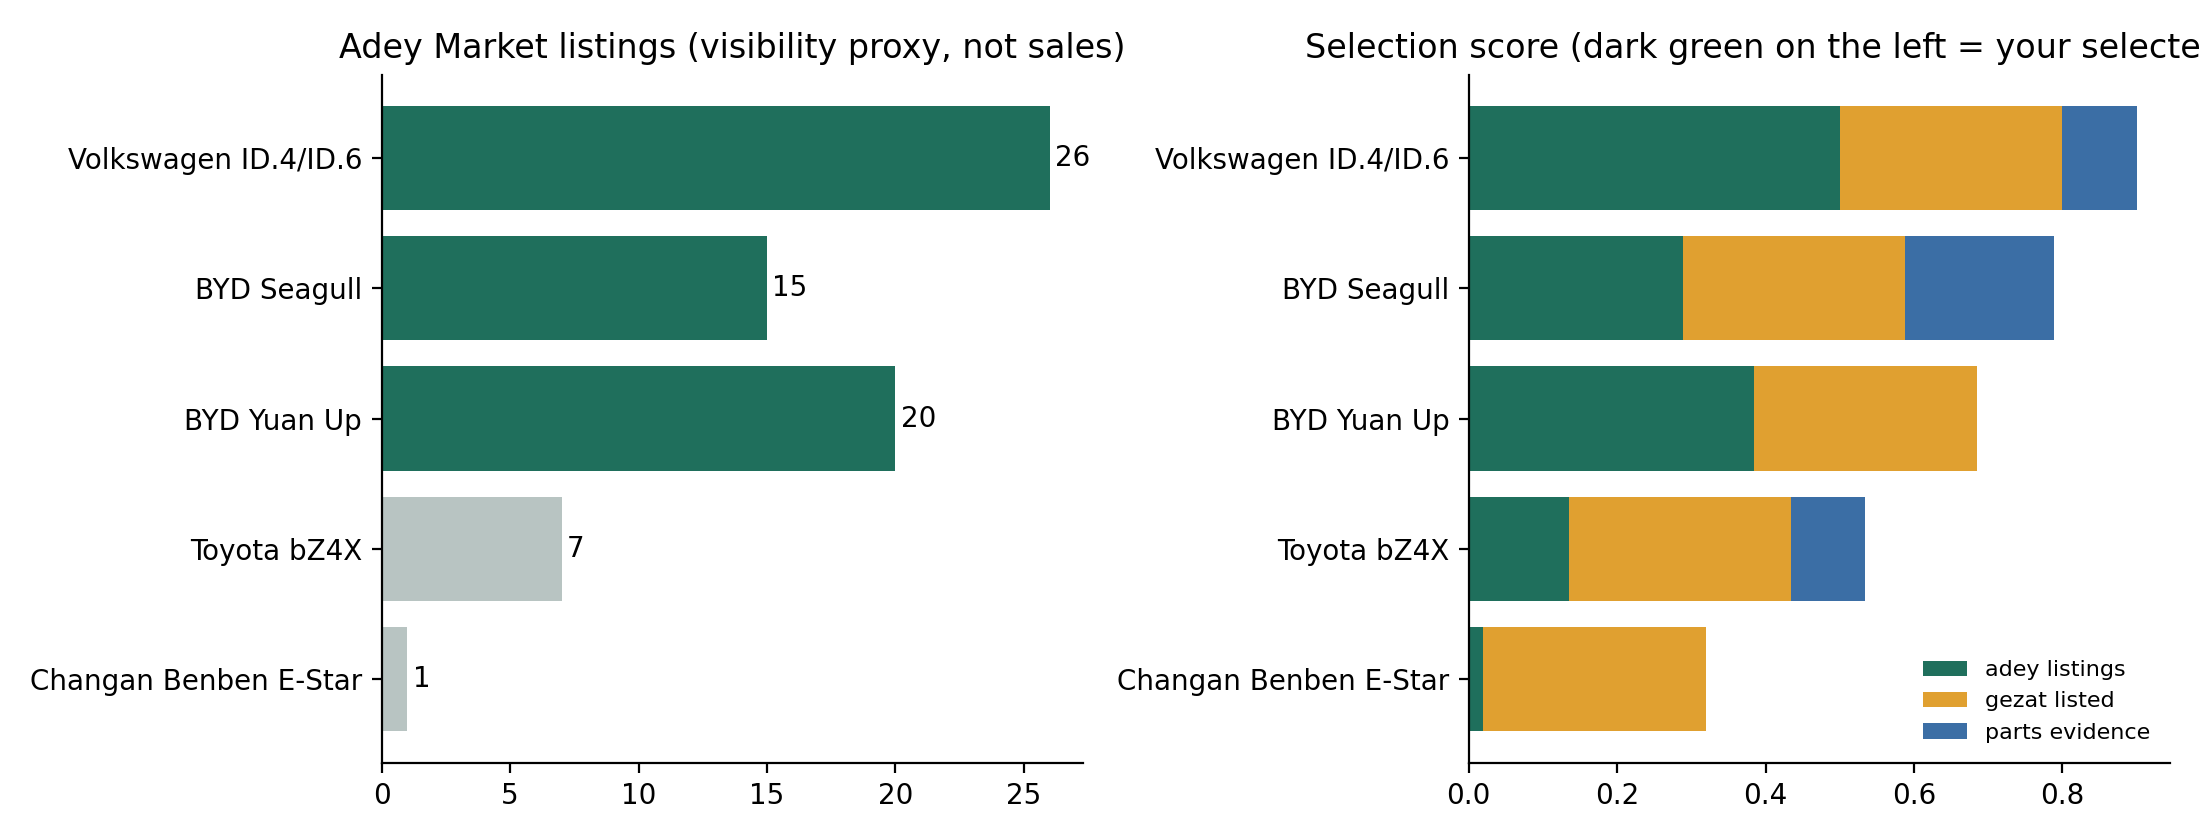 Adey Market listings (visibility proxy, not sales)
Volkswagen ID.4/ID.6
26
BYD Seagull
15
BYD Yuan Up
20
Toyota bZ4X
7
Changan Benben E-Star
1
0 5 10 15 20 25
Selection score (dark green on the left = your selecte
Volkswagen ID.4/ID.6
BYD Seagull
BYD Yuan Up
Toyota bZ4X
Changan Benben E-Star
adey listings
gezat listed
parts evidence
0.0 0.2 0.4 0.6 0.8